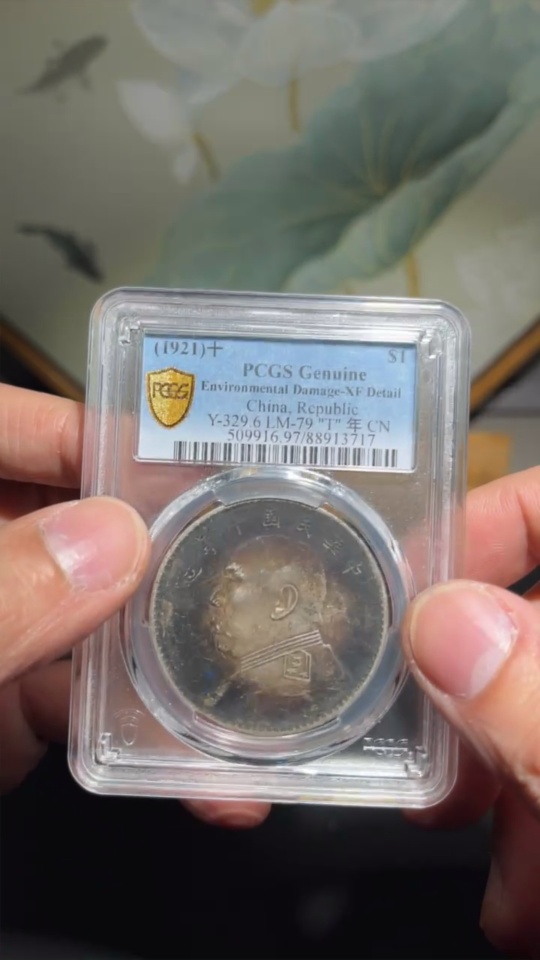 (1921)十 $1
PCGS Genuine
Environmental Damage-XF Detail
China, Republic
Y-329.6 LM-79 "T" 年 CN
509916.97/88913717
PCGS